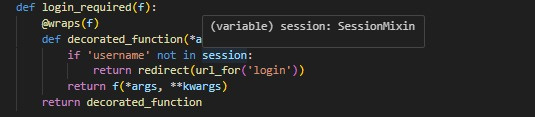 def login_required(f):
@wraps(f)
(variable) session: SessionMixin
def decorated_function(*a
if 'username' not in session:
return redirect(url_for('login'))
return f(*args, **kwargs)
return decorated_function